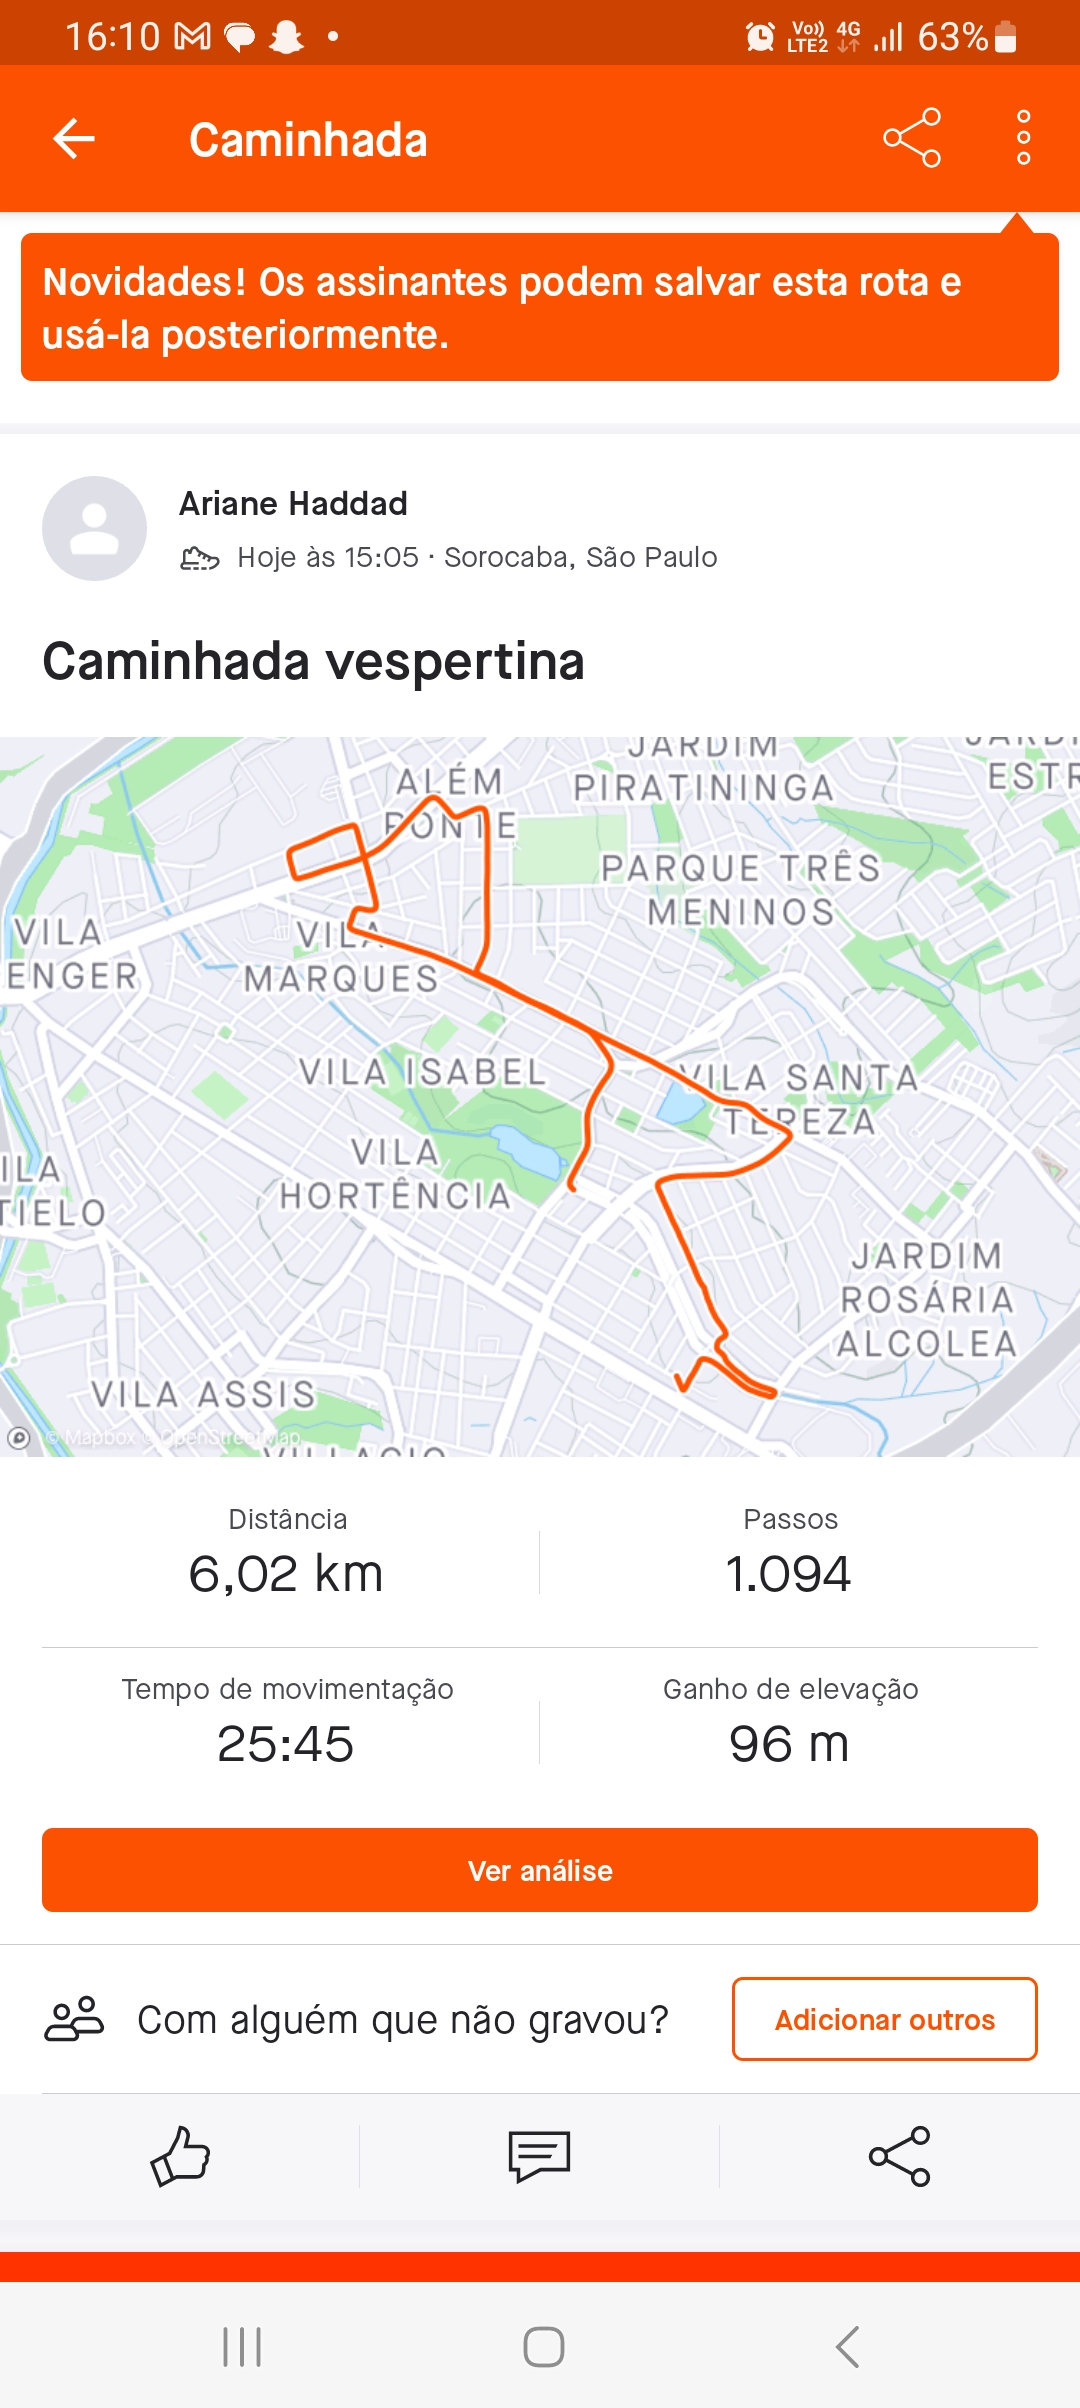 16:10
Vo)) 4G
LTE2
63%
Caminhada
Novidades! Os assinantes podem salvar esta rota e
usá-la posteriormente.
Ariane Haddad
Hoje às 15:05 · Sorocaba, São Paulo
Caminhada vespertina
JARDIM
PIRATININGA
ALÉM
PONTE
PARQUE TRÊS
MENINOS
VILA
ENGER
VILA
MARQUES
VILA ISABEL
VILA SANTA
TEREZA
VILA
HORTÊNCIA
ILA
TIELO
JARDIM
ROSÁRIA
ALCOLEA
VILA ASSIS
© Mapbox © OpenStreetMap
ESTR
Distância
6,02 km
Passos
1.094
Tempo de movimentação
25:45
Ganho de elevação
96 m
Ver análise
Com alguém que não gravou?
Adicionar outros